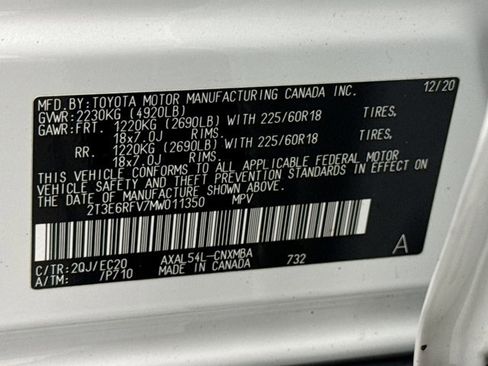 MFD.BY:TOYOTA MOTOR MANUFACTURING CANADA INC. 12/20
GVWR:2230KG (4920LB)
GAWR:FRT. 1220KG (2690LB) WITH 225/60R18 TIRES,
18x7.0J RIMS.
RR. 1220KG (2690LB) WITH 225/60R18 TIRES,
18x7.0J RIMS.
THIS VEHICLE CONFORMS TO ALL APPLICABLE FEDERAL MOTOR
VEHICLE SAFETY AND THEFT PREVENTION STANDARDS IN EFFECT ON
THE DATE OF MANUFACTURE SHOWN ABOVE.
2T3E6RFV7MW011350 MPV
C/TR:2QJ/EC20 AXAL54L-CNXMBA A
A/TM: /P/10 MADE IN CANADA 732